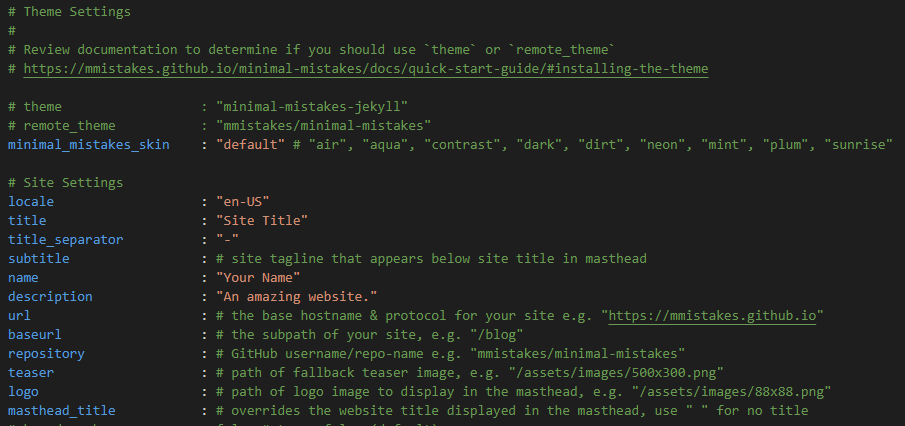 # Theme Settings
#
# Review documentation to determine if you should use `theme` or `remote_theme`
# https://mmistakes.github.io/minimal-mistakes/docs/quick-start-guide/#installing-the-theme
# theme : "minimal-mistakes-jekyll"
# remote_theme : "mmistakes/minimal-mistakes"
minimal_mistakes_skin : "default" # "air", "aqua", "contrast", "dark", "dirt", "neon", "mint", "plum", "sunrise"
# Site Settings
locale : "en-US"
title : "Site Title"
title_separator : "-"
subtitle : # site tagline that appears below site title in masthead
name : "Your Name"
description : "An amazing website."
url : # the base hostname & protocol for your site e.g. "https://mmistakes.github.io"
baseurl : # the subpath of your site, e.g. "/blog"
repository : # GitHub username/repo-name e.g. "mmistakes/minimal-mistakes"
teaser : # path of fallback teaser image, e.g. "/assets/images/500x300.png"
logo : # path of logo image to display in the masthead, e.g. "/assets/images/88x88.png"
masthead_title : # overrides the website title displayed in the masthead, use " " for no title